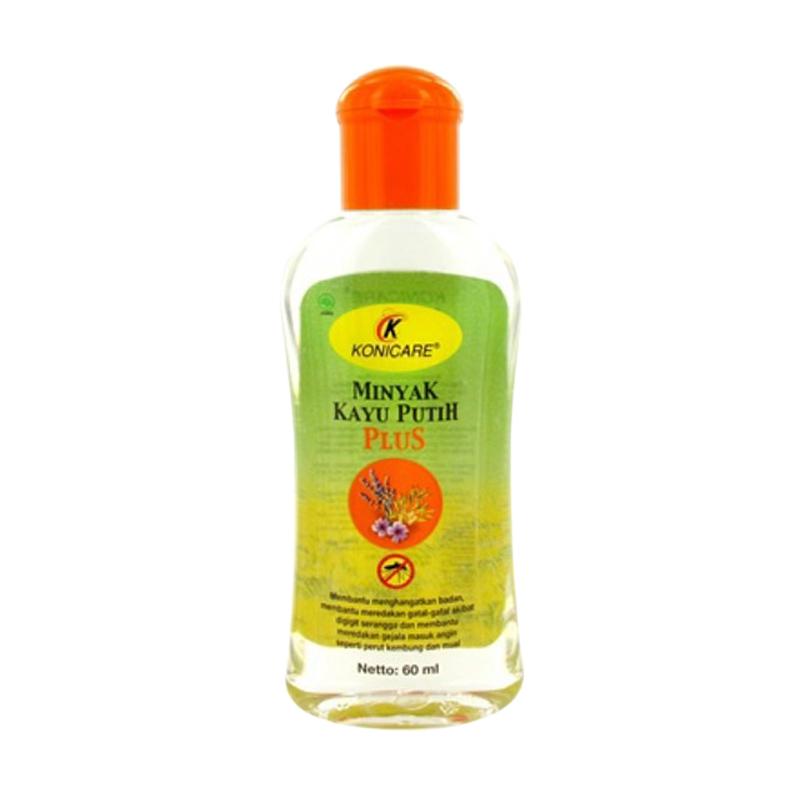 K
KONICARE®
MINYAK
KAYU PUTIH
PLUS
Membantu menghangatkan badan,
membantu meredakan gatal-gatal akibat
digigit serangga dan membantu
meredakan gejala masuk angin
seperti perut kembung dan mual
Netto: 60 ml